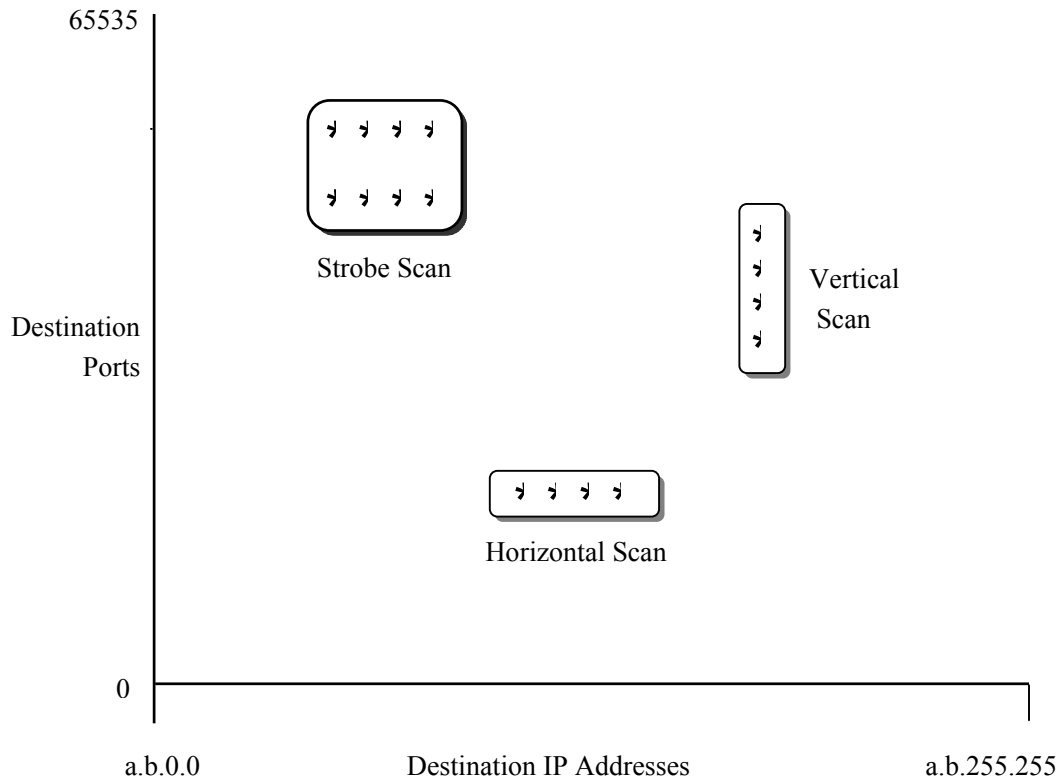 65535
Strobe Scan
Vertical
Scan
Destination
Ports
Horizontal Scan
0
a.b.0.0
Destination IP Addresses
a.b.255.255